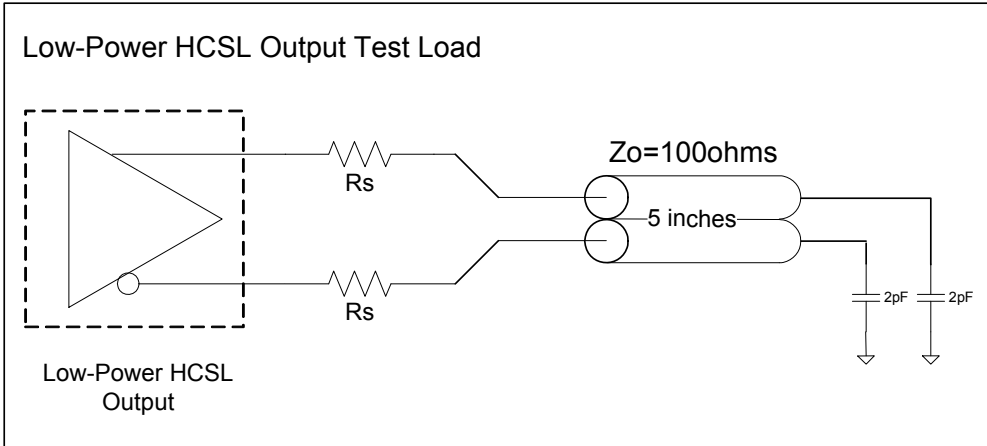 Low-Power HCSL Output Test Load
Rs
Zo=100ohms
5 inches
Rs
2pF
2pF
Low-Power HCSL
Output